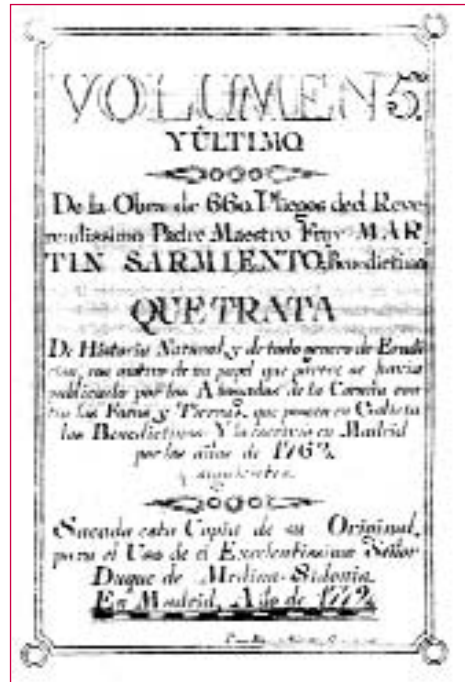 VOLUMEN 5.
Y ÚLTIMO
De la Obra de 660. Pliegos del Reve-
rendissimo Padre Maestro Fray MAR
TIN SARMIENTO, Benedictino
QUE TRATA
De Historia Natural, y de todo genero de Erudi-
cion, con motivo de un papel que parece se havia
publicado por los Abogados de la Coruña con-
tra los Foros y Tierras, que poseen en Galicia
los Benedictinos. Y la escrivio en Madrid
por los años de 1762.
y siguientes.
Sacada esta Copia de su Original,
para el Uso de el Excelentissimo Señor
Duque de Medina-Sidonia.
En Madrid, Año de 1772.